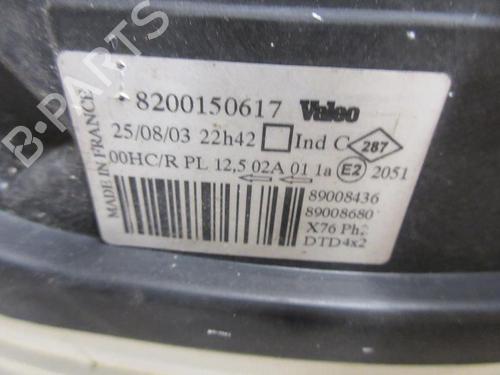 8200150617 Valeo
25/08/03 22h42 Ind C 287
00HC/R PL 12,5 02A 01 1a E2 2051
89008436
89008680
X76 Ph2
DTD4x2
MADE IN FRANCE
B-PARTS